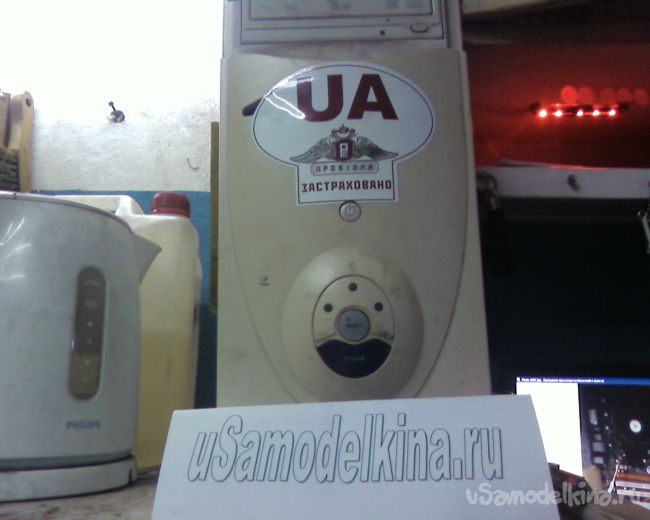 UA
ПРОВІДНА
ЗАСТРАХОВАНО
PHILIPS
uSamodelkina.ru
uSamodelkina.ru